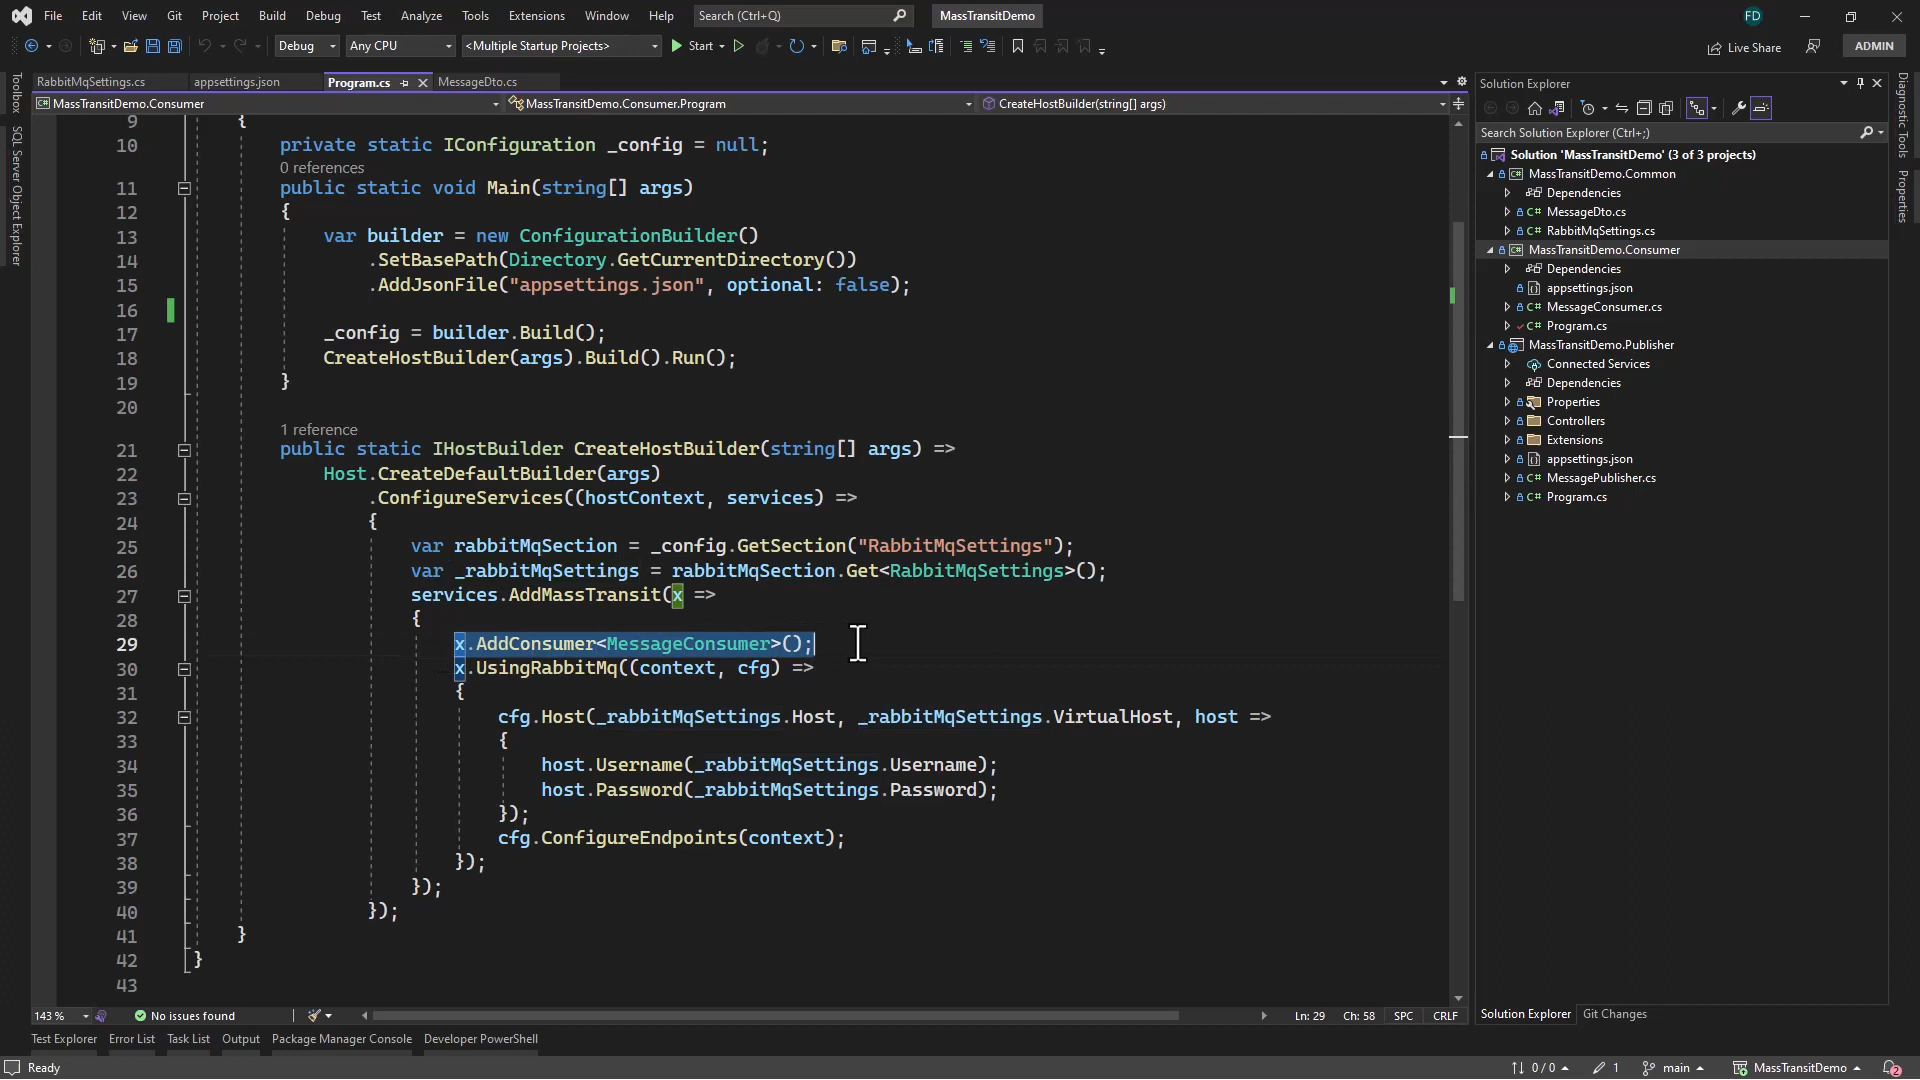 File Edit View Git Project Build Debug Test Analyze Tools Extensions Window Help Search (Ctrl+Q) MassTransitDemo FD
Debug Any CPU <Multiple Startup Projects> Start Live Share ADMIN
RabbitMqSettings.cs appsettings.json Program.cs MessageDto.cs
MassTransitDemo.Consumer MassTransitDemo.Consumer.Program CreateHostBuilder(string[] args)
Toolbox
SQL Server Object Explorer
9 {
10 private static IConfiguration _config = null;
0 references
11 public static void Main(string[] args)
12 {
13 var builder = new ConfigurationBuilder()
14 .SetBasePath(Directory.GetCurrentDirectory())
15 .AddJsonFile("appsettings.json", optional: false);
16
17 _config = builder.Build();
18 CreateHostBuilder(args).Build().Run();
19 }
20
1 reference
21 public static IHostBuilder CreateHostBuilder(string[] args) =>
22 Host.CreateDefaultBuilder(args)
23 .ConfigureServices((hostContext, services) =>
24 {
25 var rabbitMqSection = _config.GetSection("RabbitMqSettings");
26 var _rabbitMqSettings = rabbitMqSection.Get<RabbitMqSettings>();
27 services.AddMassTransit(x =>
28 {
29 x.AddConsumer<MessageConsumer>();
30 x.UsingRabbitMq((context, cfg) =>
31 {
32 cfg.Host(_rabbitMqSettings.Host, _rabbitMqSettings.VirtualHost, host =>
33 {
34 host.Username(_rabbitMqSettings.Username);
35 host.Password(_rabbitMqSettings.Password);
36 });
37 cfg.ConfigureEndpoints(context);
38 });
39 });
40 });
41 }
42 }
43
143 % No issues found Ln: 29 Ch: 58 SPC CRLF
Test Explorer Error List Task List Output Package Manager Console Developer PowerShell
Solution Explorer
Search Solution Explorer (Ctrl+;)
Solution 'MassTransitDemo' (3 of 3 projects)
MassTransitDemo.Common
Dependencies
C# MessageDto.cs
C# RabbitMqSettings.cs
MassTransitDemo.Consumer
Dependencies
appsettings.json
C# MessageConsumer.cs
C# Program.cs
MassTransitDemo.Publisher
Connected Services
Dependencies
Properties
Controllers
Extensions
appsettings.json
C# MessagePublisher.cs
C# Program.cs
Solution Explorer Git Changes
Diagnostic Tools
Properties
Ready 0 / 0 1 main MassTransitDemo 2